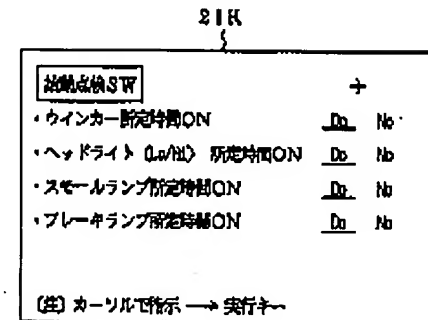 21H
始動点検SW +
・ウインカー所定時間ON Do No
・ヘッドライト (Lo/Hi) 所定時間ON Do No
・スモールランプ所定時間ON Do No
・ブレーキランプ所定時間ON Do No
(注) カーソルで指示 → 実行キー